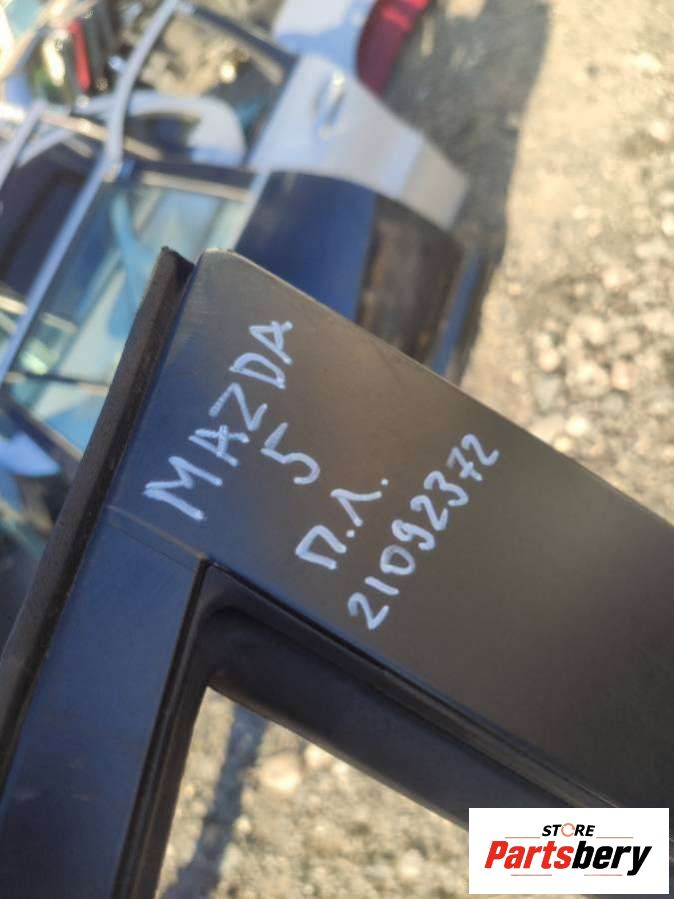 MAZDA
5
П.Л.
21092372
STORE
Partsbery